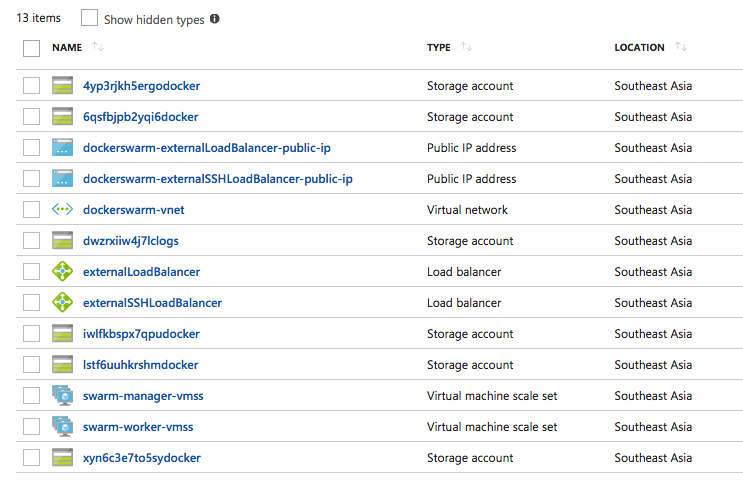 13 items Show hidden types
NAME TYPE LOCATION
4yp3rjkh5ergodocker Storage account Southeast Asia
6qsfbjpb2yqi6docker Storage account Southeast Asia
dockerswarm-externalLoadBalancer-public-ip Public IP address Southeast Asia
dockerswarm-externalSSHLoadBalancer-public-ip Public IP address Southeast Asia
dockerswarm-vnet Virtual network Southeast Asia
dwzrxiiw4j7lclogs Storage account Southeast Asia
externalLoadBalancer Load balancer Southeast Asia
externalSSHLoadBalancer Load balancer Southeast Asia
iwlfkbspx7qpudocker Storage account Southeast Asia
lstf6uuhkrshmdocker Storage account Southeast Asia
swarm-manager-vmss Virtual machine scale set Southeast Asia
swarm-worker-vmss Virtual machine scale set Southeast Asia
xyn6c3e7to5sydocker Storage account Southeast Asia